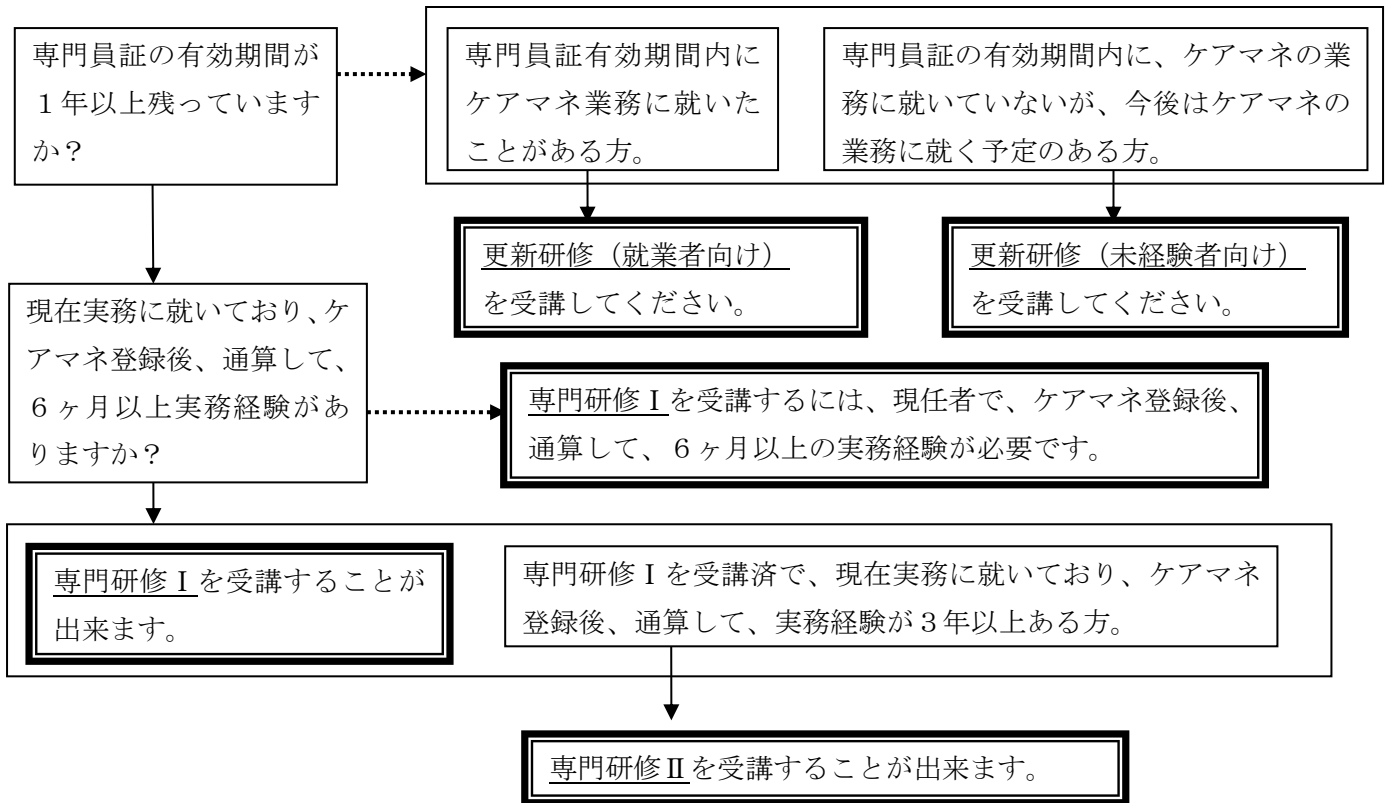 専門員証の有効期間が
１年以上残っています
か？
専門員証有効期間内に
ケアマネ業務に就いた
ことがある方。
専門員証の有効期間内に、ケアマネの業
務に就いていないが、今後はケアマネの
業務に就く予定のある方。
更新研修（就業者向け）
を受講してください。
更新研修（未経験者向け）
を受講してください。
現在実務に就いており、ケ
アマネ登録後、通算して、
６ヶ月以上実務経験があ
りますか？
専門研修Ⅰを受講するには、現任者で、ケアマネ登録後、
通算して、６ヶ月以上の実務経験が必要です。
専門研修Ⅰを受講することが
出来ます。
専門研修Ⅰを受講済で、現在実務に就いており、ケアマネ
登録後、通算して、実務経験が３年以上ある方。
専門研修Ⅱを受講することが出来ます。